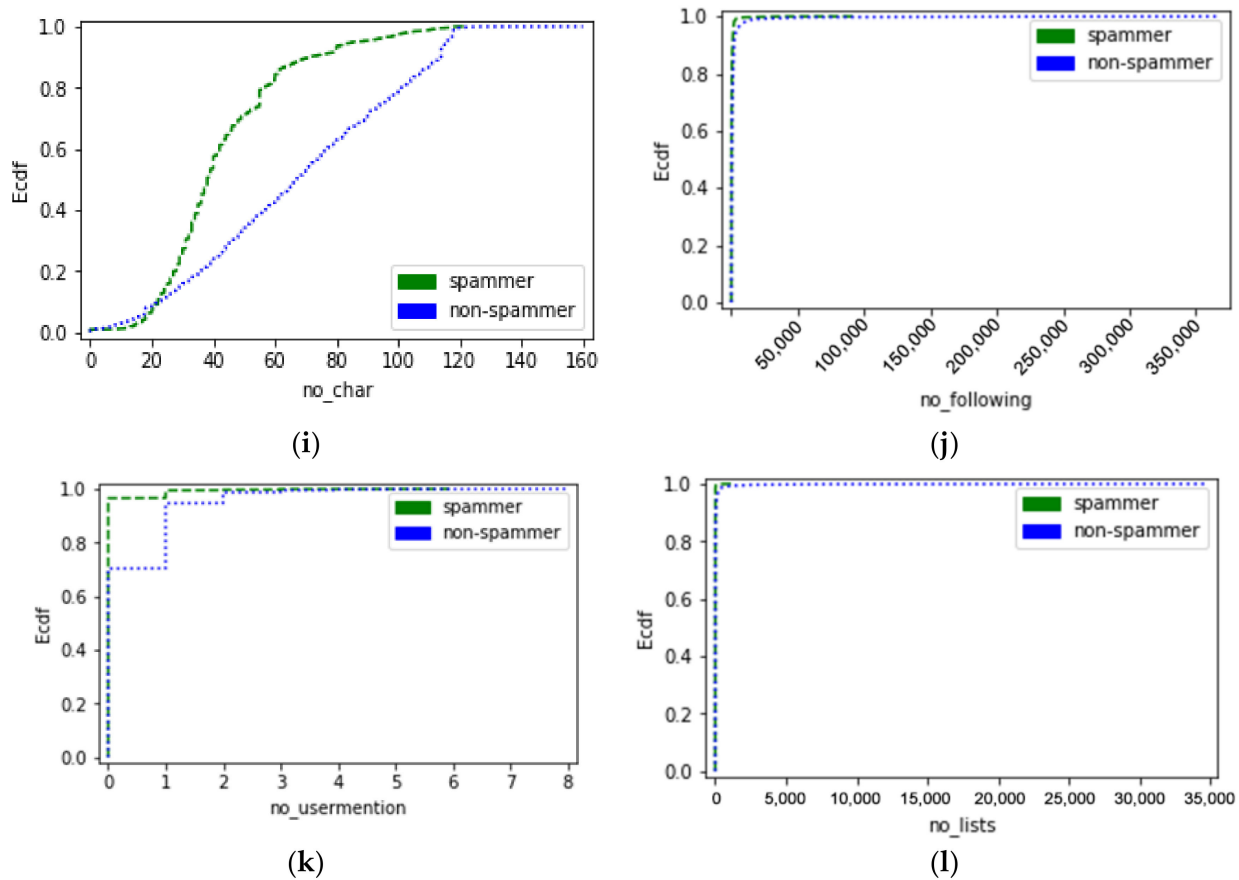 1.0
0.8
0.6
0.4
0.2
0.0
Ecdf
spammer
non-spammer
0 20 40 60 80 100 120 140 160
no_char
(i)
1.0
0.8
0.6
0.4
0.2
0.0
Ecdf
spammer
non-spammer
50,000 100,000 150,000 200,000 250,000 300,000 350,000
no_following
(j)
1.0
0.8
0.6
0.4
0.2
0.0
Ecdf
spammer
non-spammer
0 1 2 3 4 5 6 7 8
no_usermention
(k)
1.0
0.8
0.6
0.4
0.2
0.0
Ecdf
spammer
non-spammer
0 5,000 10,000 15,000 20,000 25,000 30,000 35,000
no_lists
(l)